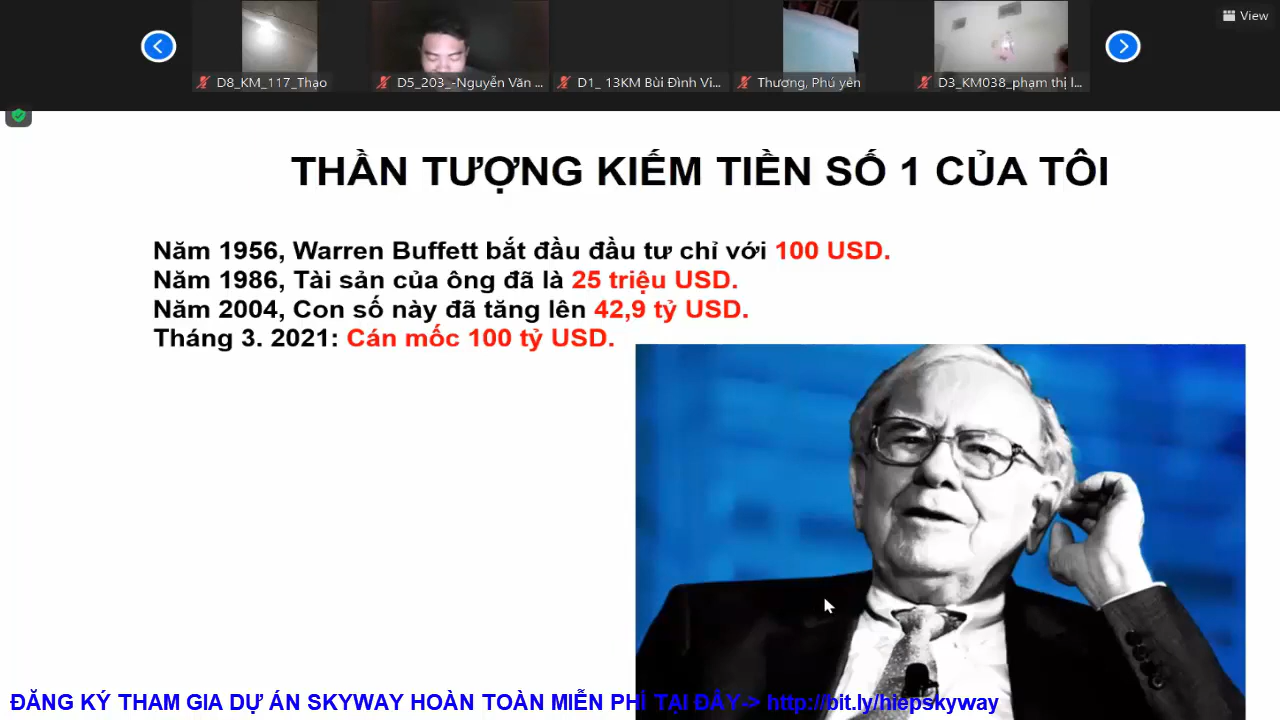 View
D8_KM_117_Thạo
D5_203_-Nguyễn Văn ...
D1_ 13KM Bùi Đình Vi...
Thương, Phú yên
D3_KM038_phạm thị l...
THẦN TƯỢNG KIẾM TIỀN SỐ 1 CỦA TÔI
Năm 1956, Warren Buffett bắt đầu đầu tư chỉ với 100 USD.
Năm 1986, Tài sản của ông đã là 25 triệu USD.
Năm 2004, Con số này đã tăng lên 42,9 tỷ USD.
Tháng 3. 2021: Cán mốc 100 tỷ USD.
ĐĂNG KÝ THAM GIA DỰ ÁN SKYWAY HOÀN TOÀN MIỄN PHÍ TẠI ĐÂY-> http://bit.ly/hiepskyway